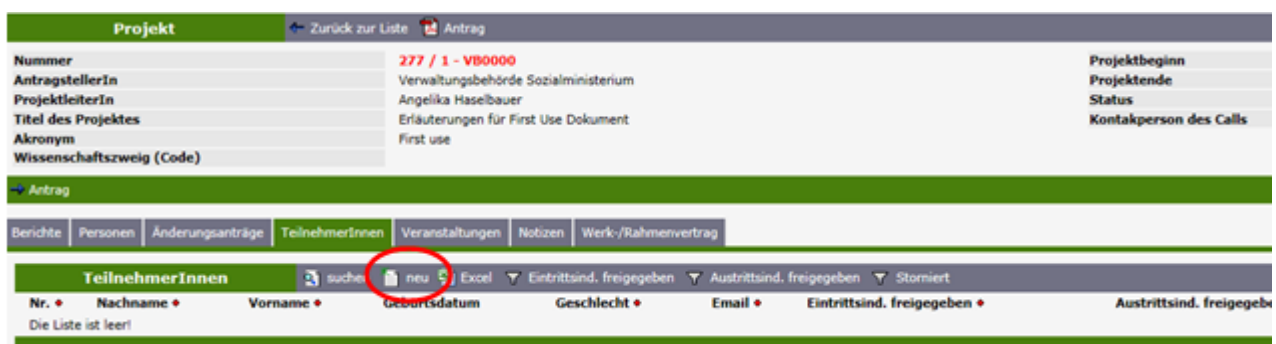 Projekt Zurück zur Liste Antrag
Nummer 277 / 1 - VB0000 Projektbeginn
AntragstellerIn Verwaltungsbehörde Sozialministerium Projektende
ProjektleiterIn Angelika Haselbauer Status
Titel des Projektes Erläuterungen für First Use Dokument Kontakperson des Calls
Akronym First use
Wissenschaftszweig (Code)
Antrag
Berichte Personen Änderungsanträge TeilnehmerInnen Veranstaltungen Notizen Werk-/Rahmenvertrag
TeilnehmerInnen suchen neu Excel Eintrittsind. freigegeben Austrittsind. freigegeben Storniert
Nr. Nachname Vorname Geburtsdatum Geschlecht Email Eintrittsind. freigegeben Austrittsind. freigegebe
Die Liste ist leer!